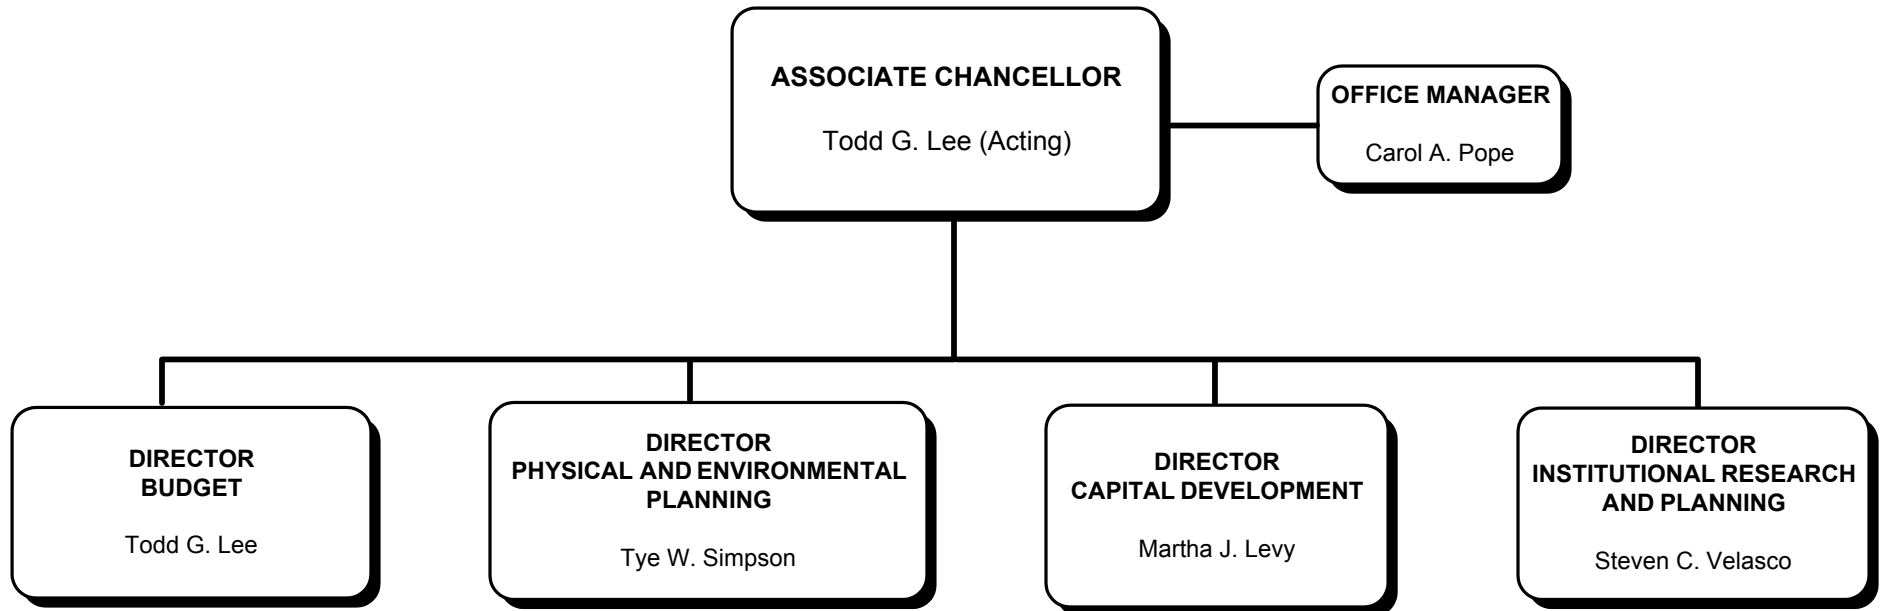 ASSOCIATE CHANCELLOR
Todd G. Lee (Acting)
OFFICE MANAGER
Carol A. Pope
DIRECTOR
BUDGET
Todd G. Lee
DIRECTOR
PHYSICAL AND ENVIRONMENTAL
PLANNING
Tye W. Simpson
DIRECTOR
CAPITAL DEVELOPMENT
Martha J. Levy
DIRECTOR
INSTITUTIONAL RESEARCH
AND PLANNING
Steven C. Velasco